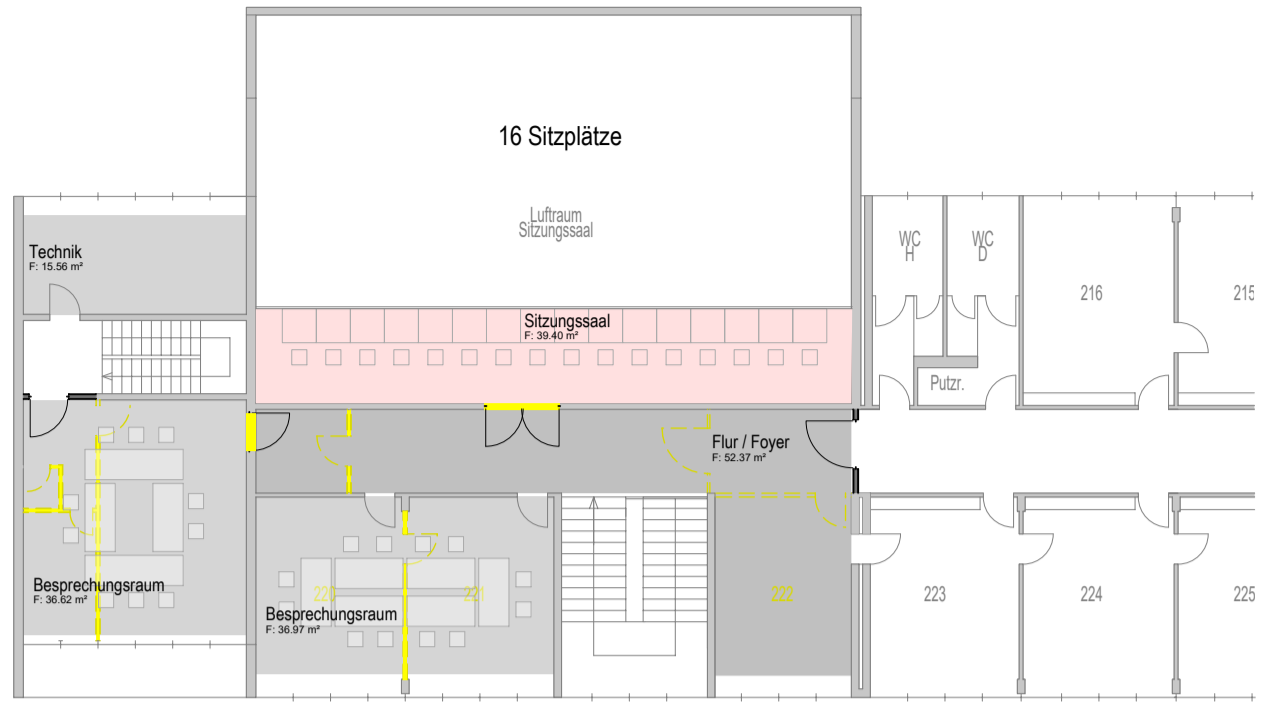 16 Sitzplätze
Luftraum
Sitzungssaal
Technik
F: 15.56 m²
WC
H
WC
D
216
215
Sitzungssaal
F: 39.40 m²
Putzr.
Flur / Foyer
F: 52.37 m²
Besprechungsraum
F: 36.62 m²
220
221
222
223
224
225
Besprechungsraum
F: 36.97 m²